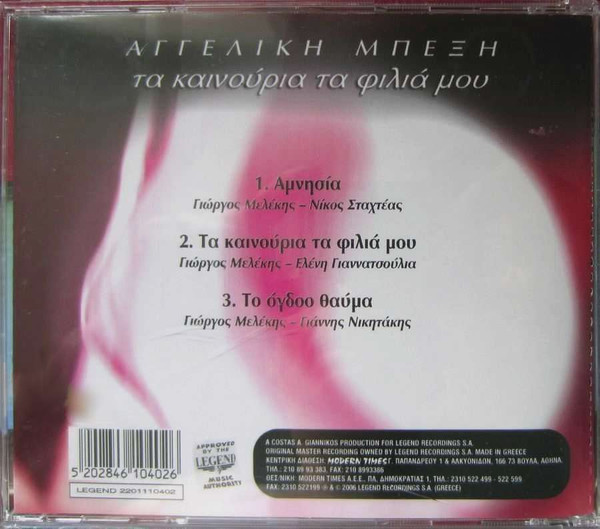 ΑΓΓΕΛΙΚΗ ΜΠΕΞΗ
τα καινούρια τα φιλιά μου
1. Αμνησία
Γιώργος Μελέκης – Νίκος Σταχτέας
2. Τα καινούρια τα φιλιά μου
Γιώργος Μελέκης – Ελένη Γιαννατσούλια
3. Το όγδοο θαύμα
Γιώργος Μελέκης – Γιάννης Νικητάκης
5 202846 104026
LEGEND 2201110402
APPROVED
BY THE
LEGEND
MUSIC
AUTHORITY
A COSTAS A. GIANNIKOS PRODUCTION FOR LEGEND RECORDINGS S.A.
ORIGINAL MASTER RECORDING OWNED BY LEGEND RECORDINGS S.A. MADE IN GREECE
ΚΕΝΤΡΙΚΗ ΔΙΑΘΕΣΗ: MODERN TIMES: ΠΑΠΑΝΔΡΕΟΥ 1 & ΑΛΚΥΟΝΙΔΩΝ, 166 73 ΒΟΥΛΑ, ΑΘΗΝΑ
ΤΗΛ: 210 89 93 383, FAX: 210 8993386
ΘΕΣ/ΝΙΚΗ: MODERN TIMES Α.Ε.Ε. ΠΛ. ΔΗΜΟΚΡΑΤΙΑΣ 1, ΤΗΛ.: 2310 522 499 - 522 599
FAX: 2310 522199 ℗ & © 2006 LEGEND RECORDINGS S.A. (GREECE)